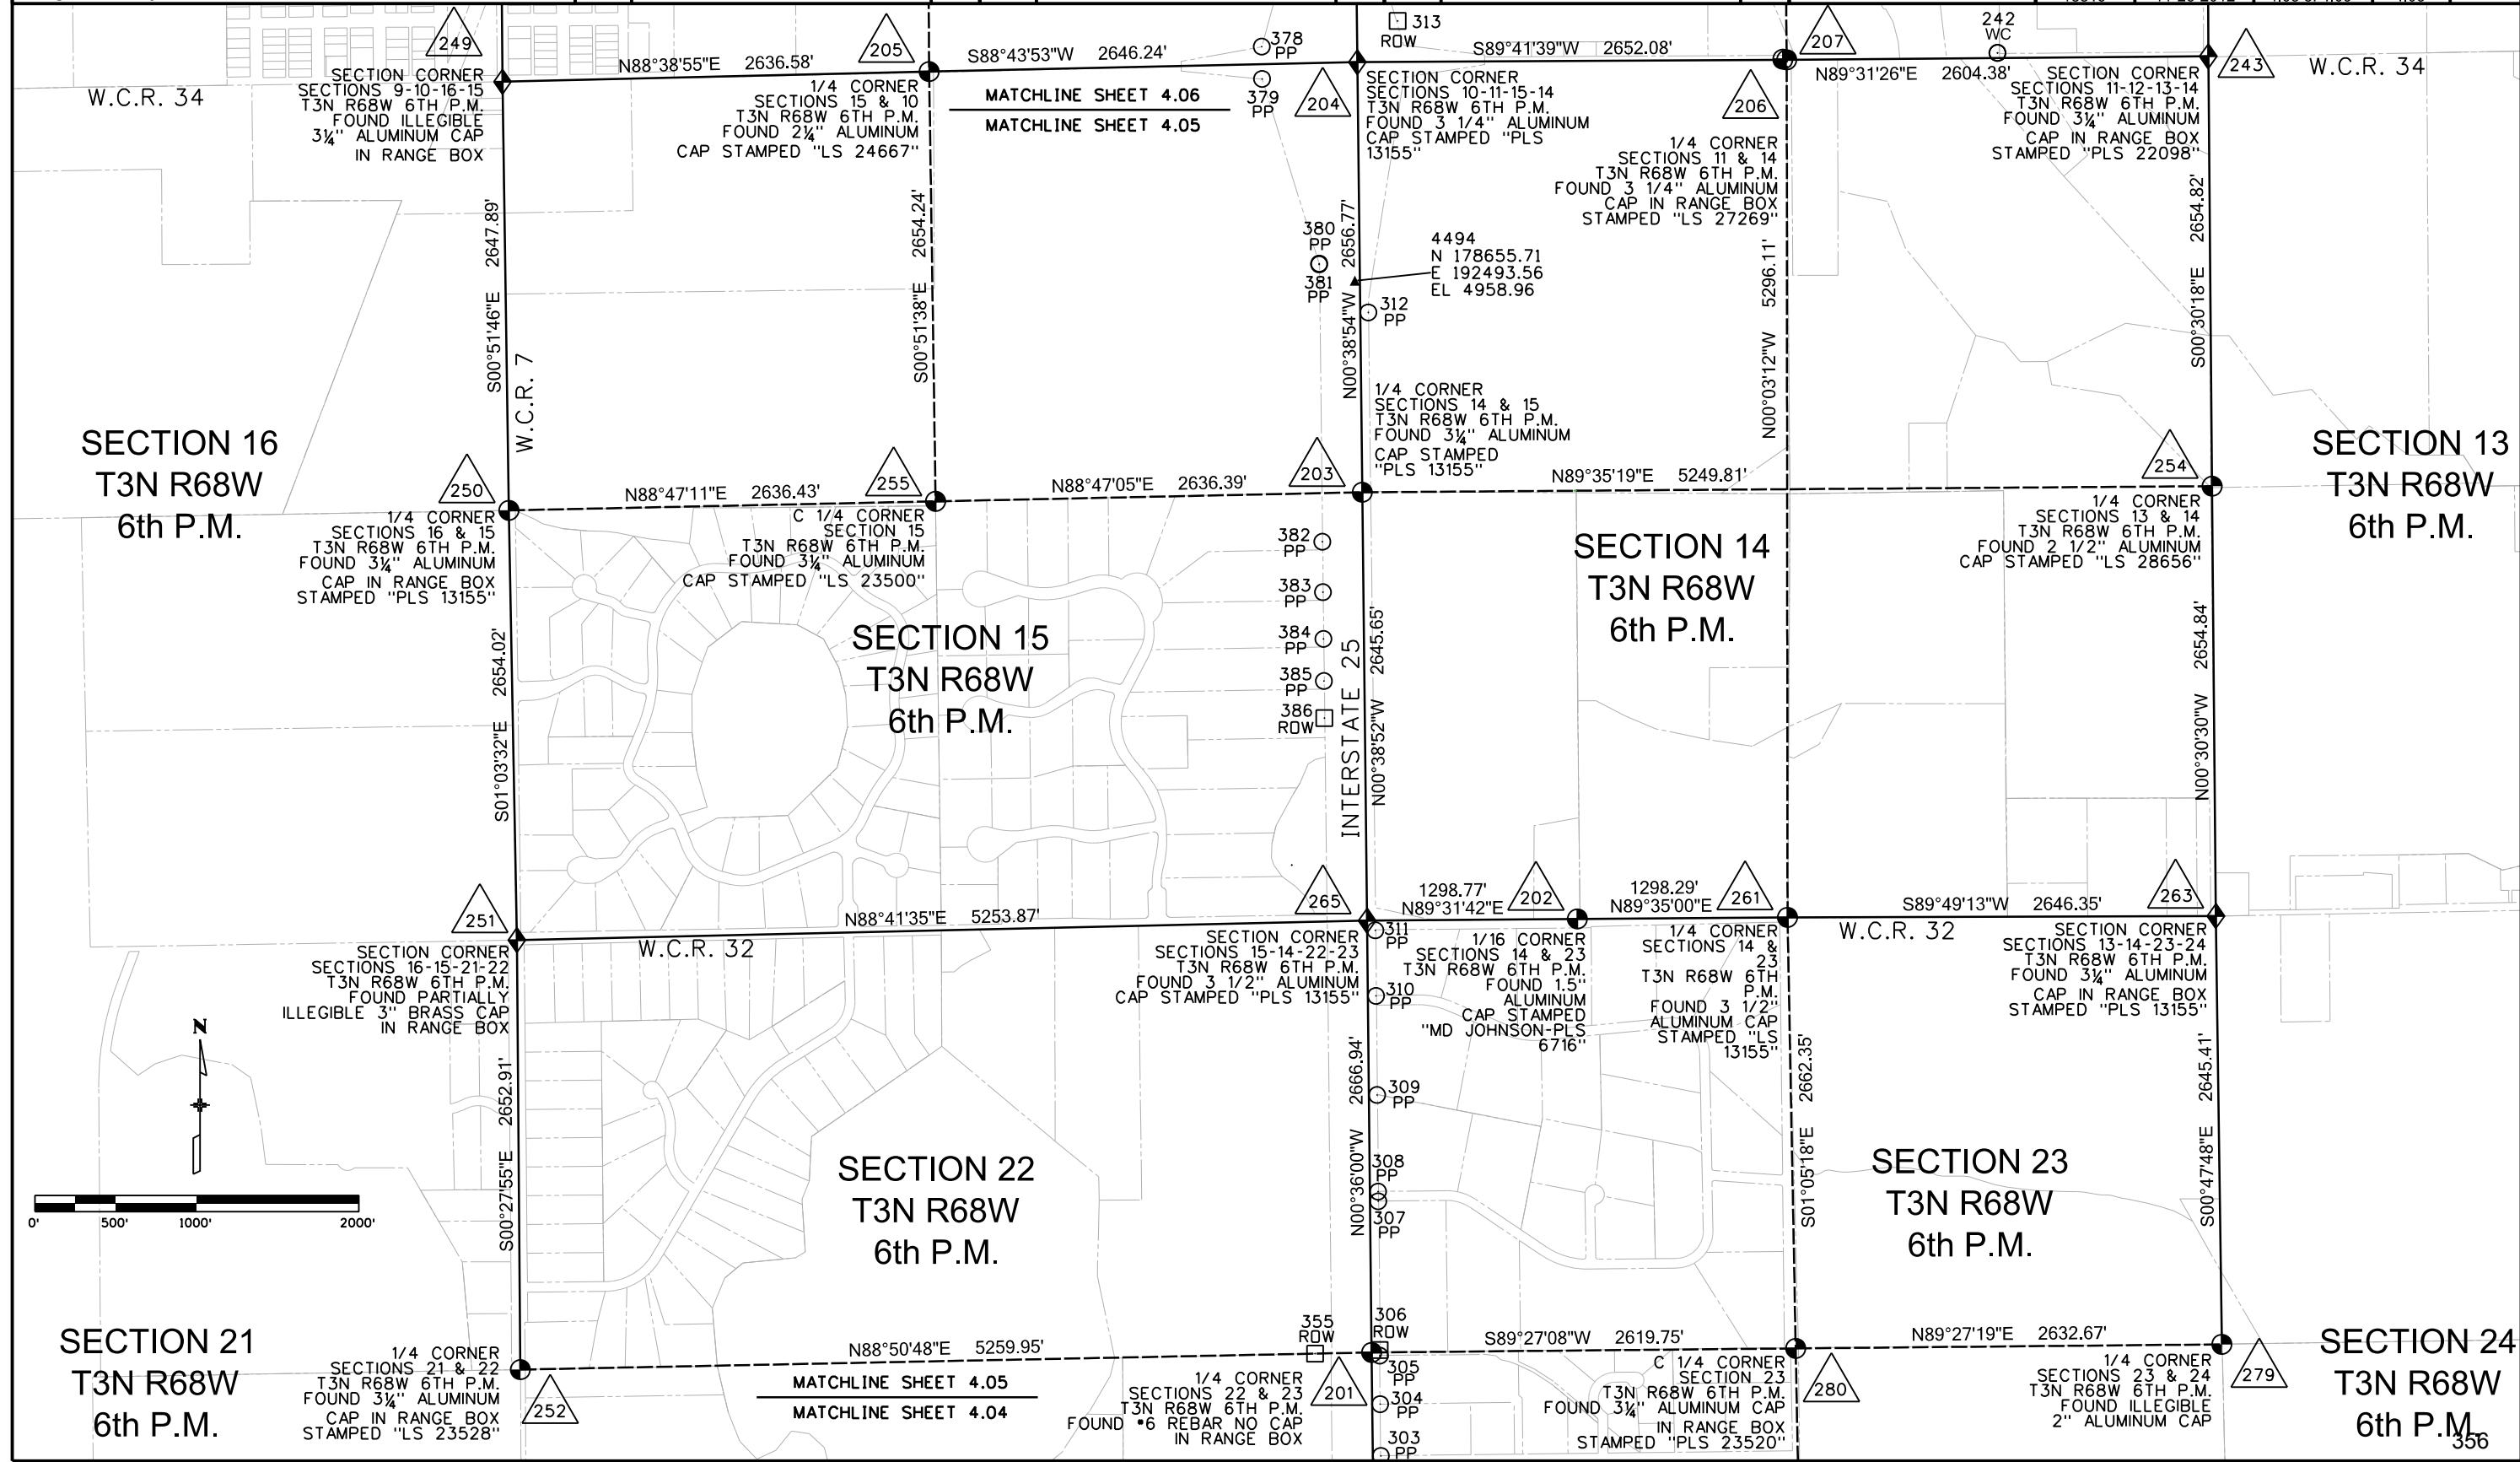 249
205
378
PP
313
ROW
207
242
WC
243
N88°38'55"E 2636.58'
S88°43'53"W 2646.24'
S89°41'39"W 2652.08'
N89°31'26"E 2604.38'
W.C.R. 34
W.C.R. 34
SECTION CORNER
SECTIONS 9-10-16-15
T3N R68W 6TH P.M.
FOUND ILLEGIBLE
3¼" ALUMINUM CAP
IN RANGE BOX
1/4 CORNER
SECTIONS 15 & 10
T3N R68W 6TH P.M.
FOUND 2¼" ALUMINUM
CAP STAMPED "LS 24667"
MATCHLINE SHEET 4.06
MATCHLINE SHEET 4.05
379
PP
204
SECTION CORNER
SECTIONS 10-11-15-14
T3N R68W 6TH P.M.
FOUND 3 1/4" ALUMINUM
CAP STAMPED "PLS
13155"
206
1/4 CORNER
SECTIONS 11 & 14
T3N R68W 6TH P.M.
FOUND 3 1/4" ALUMINUM
CAP IN RANGE BOX
STAMPED "LS 27269"
SECTION CORNER
SECTIONS 11-12-13-14
T3N R68W 6TH P.M.
FOUND 3¼" ALUMINUM
CAP IN RANGE BOX
STAMPED "PLS 22098"
S00°51'46"E 2647.89'
W.C.R. 7
S00°51'38"E 2654.24'
380
PP
381
PP
N00°38'54"W 2656.77'
4494
N 178655.71
E 192493.56
EL 4958.96
312
PP
N00°03'12"W 5296.11'
S00°30'18"E 2654.82'
SECTION 16
T3N R68W
6th P.M.
1/4 CORNER
SECTIONS 14 & 15
T3N R68W 6TH P.M.
FOUND 3¼" ALUMINUM
CAP STAMPED
"PLS 13155"
SECTION 13
T3N R68W
6th P.M.
250
N88°47'11"E 2636.43'
255
N88°47'05"E 2636.39'
203
N89°35'19"E 5249.81'
254
1/4 CORNER
SECTIONS 16 & 15
T3N R68W 6TH P.M.
FOUND 3¼" ALUMINUM
CAP IN RANGE BOX
STAMPED "PLS 13155"
C 1/4 CORNER
SECTION 15
T3N R68W 6TH P.M.
FOUND 3¼" ALUMINUM
CAP STAMPED "LS 23500"
1/4 CORNER
SECTIONS 13 & 14
T3N R68W 6TH P.M.
FOUND 2 1/2" ALUMINUM
CAP STAMPED "LS 28656"
382
PP
383
PP
384
PP
385
PP
386
ROW
SECTION 14
T3N R68W
6th P.M.
SECTION 15
T3N R68W
6th P.M.
S01°03'32"E 2654.02'
INTERSTATE 25
N00°38'52"W 2645.65'
N00°30'30"W 2654.84'
251
N88°41'35"E 5253.87'
265
1298.77'
N89°31'42"E
202
1298.29'
N89°35'00"E
261
S89°49'13"W 2646.35'
263
W.C.R. 32
W.C.R. 32
SECTION CORNER
SECTIONS 16-15-21-22
T3N R68W 6TH P.M.
FOUND PARTIALLY
ILLEGIBLE 3" BRASS CAP
IN RANGE BOX
SECTION CORNER
SECTIONS 15-14-22-23
T3N R68W 6TH P.M.
FOUND 3 1/2" ALUMINUM
CAP STAMPED "PLS 13155"
311
PP
310
PP
1/16 CORNER
SECTIONS 14 & 23
T3N R68W 6TH P.M.
FOUND 1.5"
ALUMINUM
CAP STAMPED
"MD JOHNSON-PLS
6716"
1/4 CORNER
SECTIONS 14 &
23
T3N R68W 6TH
P.M.
FOUND 3 1/2"
ALUMINUM CAP
STAMPED "LS
13155"
SECTION CORNER
SECTIONS 13-14-23-24
T3N R68W 6TH P.M.
FOUND 3¼" ALUMINUM
CAP IN RANGE BOX
STAMPED "PLS 13155"
N
0' 500' 1000' 2000'
S00°27'55"E 2652.91'
N00°36'00"W 2666.94'
309
PP
308
PP
307
PP
S01°05'18"E 2662.35'
S00°47'48"E 2645.41'
SECTION 22
T3N R68W
6th P.M.
SECTION 23
T3N R68W
6th P.M.
SECTION 21
T3N R68W
6th P.M.
1/4 CORNER
SECTIONS 21 & 22
T3N R68W 6TH P.M.
FOUND 3¼" ALUMINUM
CAP IN RANGE BOX
STAMPED "LS 23528"
252
N88°50'48"E 5259.95'
MATCHLINE SHEET 4.05
MATCHLINE SHEET 4.04
355
ROW
306
ROW
305
PP
304
PP
303
PP
1/4 CORNER
SECTIONS 22 & 23
T3N R68W 6TH P.M.
FOUND #6 REBAR NO CAP
IN RANGE BOX
201
S89°27'08"W 2619.75'
C 1/4 CORNER
SECTION 23
T3N R68W 6TH P.M.
FOUND 3¼" ALUMINUM CAP
IN RANGE BOX
STAMPED "PLS 23520"
280
N89°27'19"E 2632.67'
1/4 CORNER
SECTIONS 23 & 24
T3N R68W 6TH P.M.
FOUND ILLEGIBLE
2" ALUMINUM CAP
279
SECTION 24
T3N R68W
6th P.M.
356